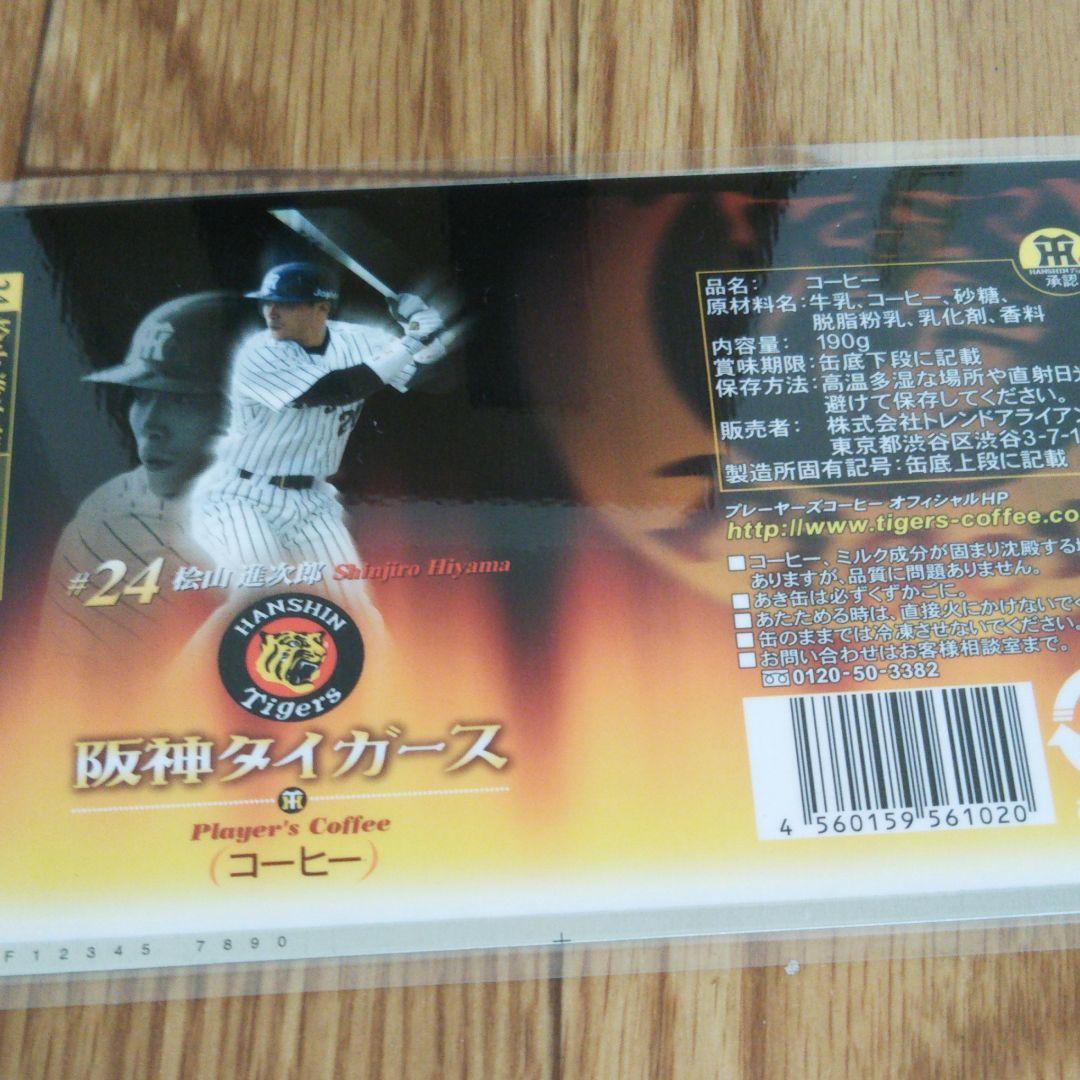 #24 桧山 進次郎 Shinjiro Hiyama
HANSHIN
Tigers
阪神タイガース
Player's Coffee
(コーヒー)
F 1 2 3 4 5 7 8 9 0
HANSHIN
承認
品名: コーヒー
原材料名:牛乳、コーヒー、砂糖、
脱脂粉乳、乳化剤、香料
内容量: 190g
賞味期限:缶底下段に記載
保存方法:高温多湿な場所や直射日光
避けて保存してください。
販売者: 株式会社トレンドアライアン
東京都渋谷区渋谷3-7-1
製造所固有記号:缶底上段に記載
プレーヤーズコーヒー オフィシャルHP
http://www.tigers-coffee.co
コーヒー、ミルク成分が固まり沈殿する
ありますが、品質に問題ありません。
あき缶は必ずくずかごに。
あたためる時は、直接火にかけないで
缶のままでは冷凍させないでください。
お問い合わせはお客様相談室まで。
0120-50-3382
4 560159 561020